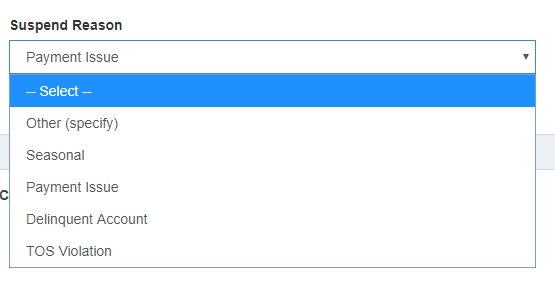 Suspend Reason
Payment Issue
-- Select --
Other (specify)
Seasonal
Payment Issue
Delinquent Account
TOS Violation